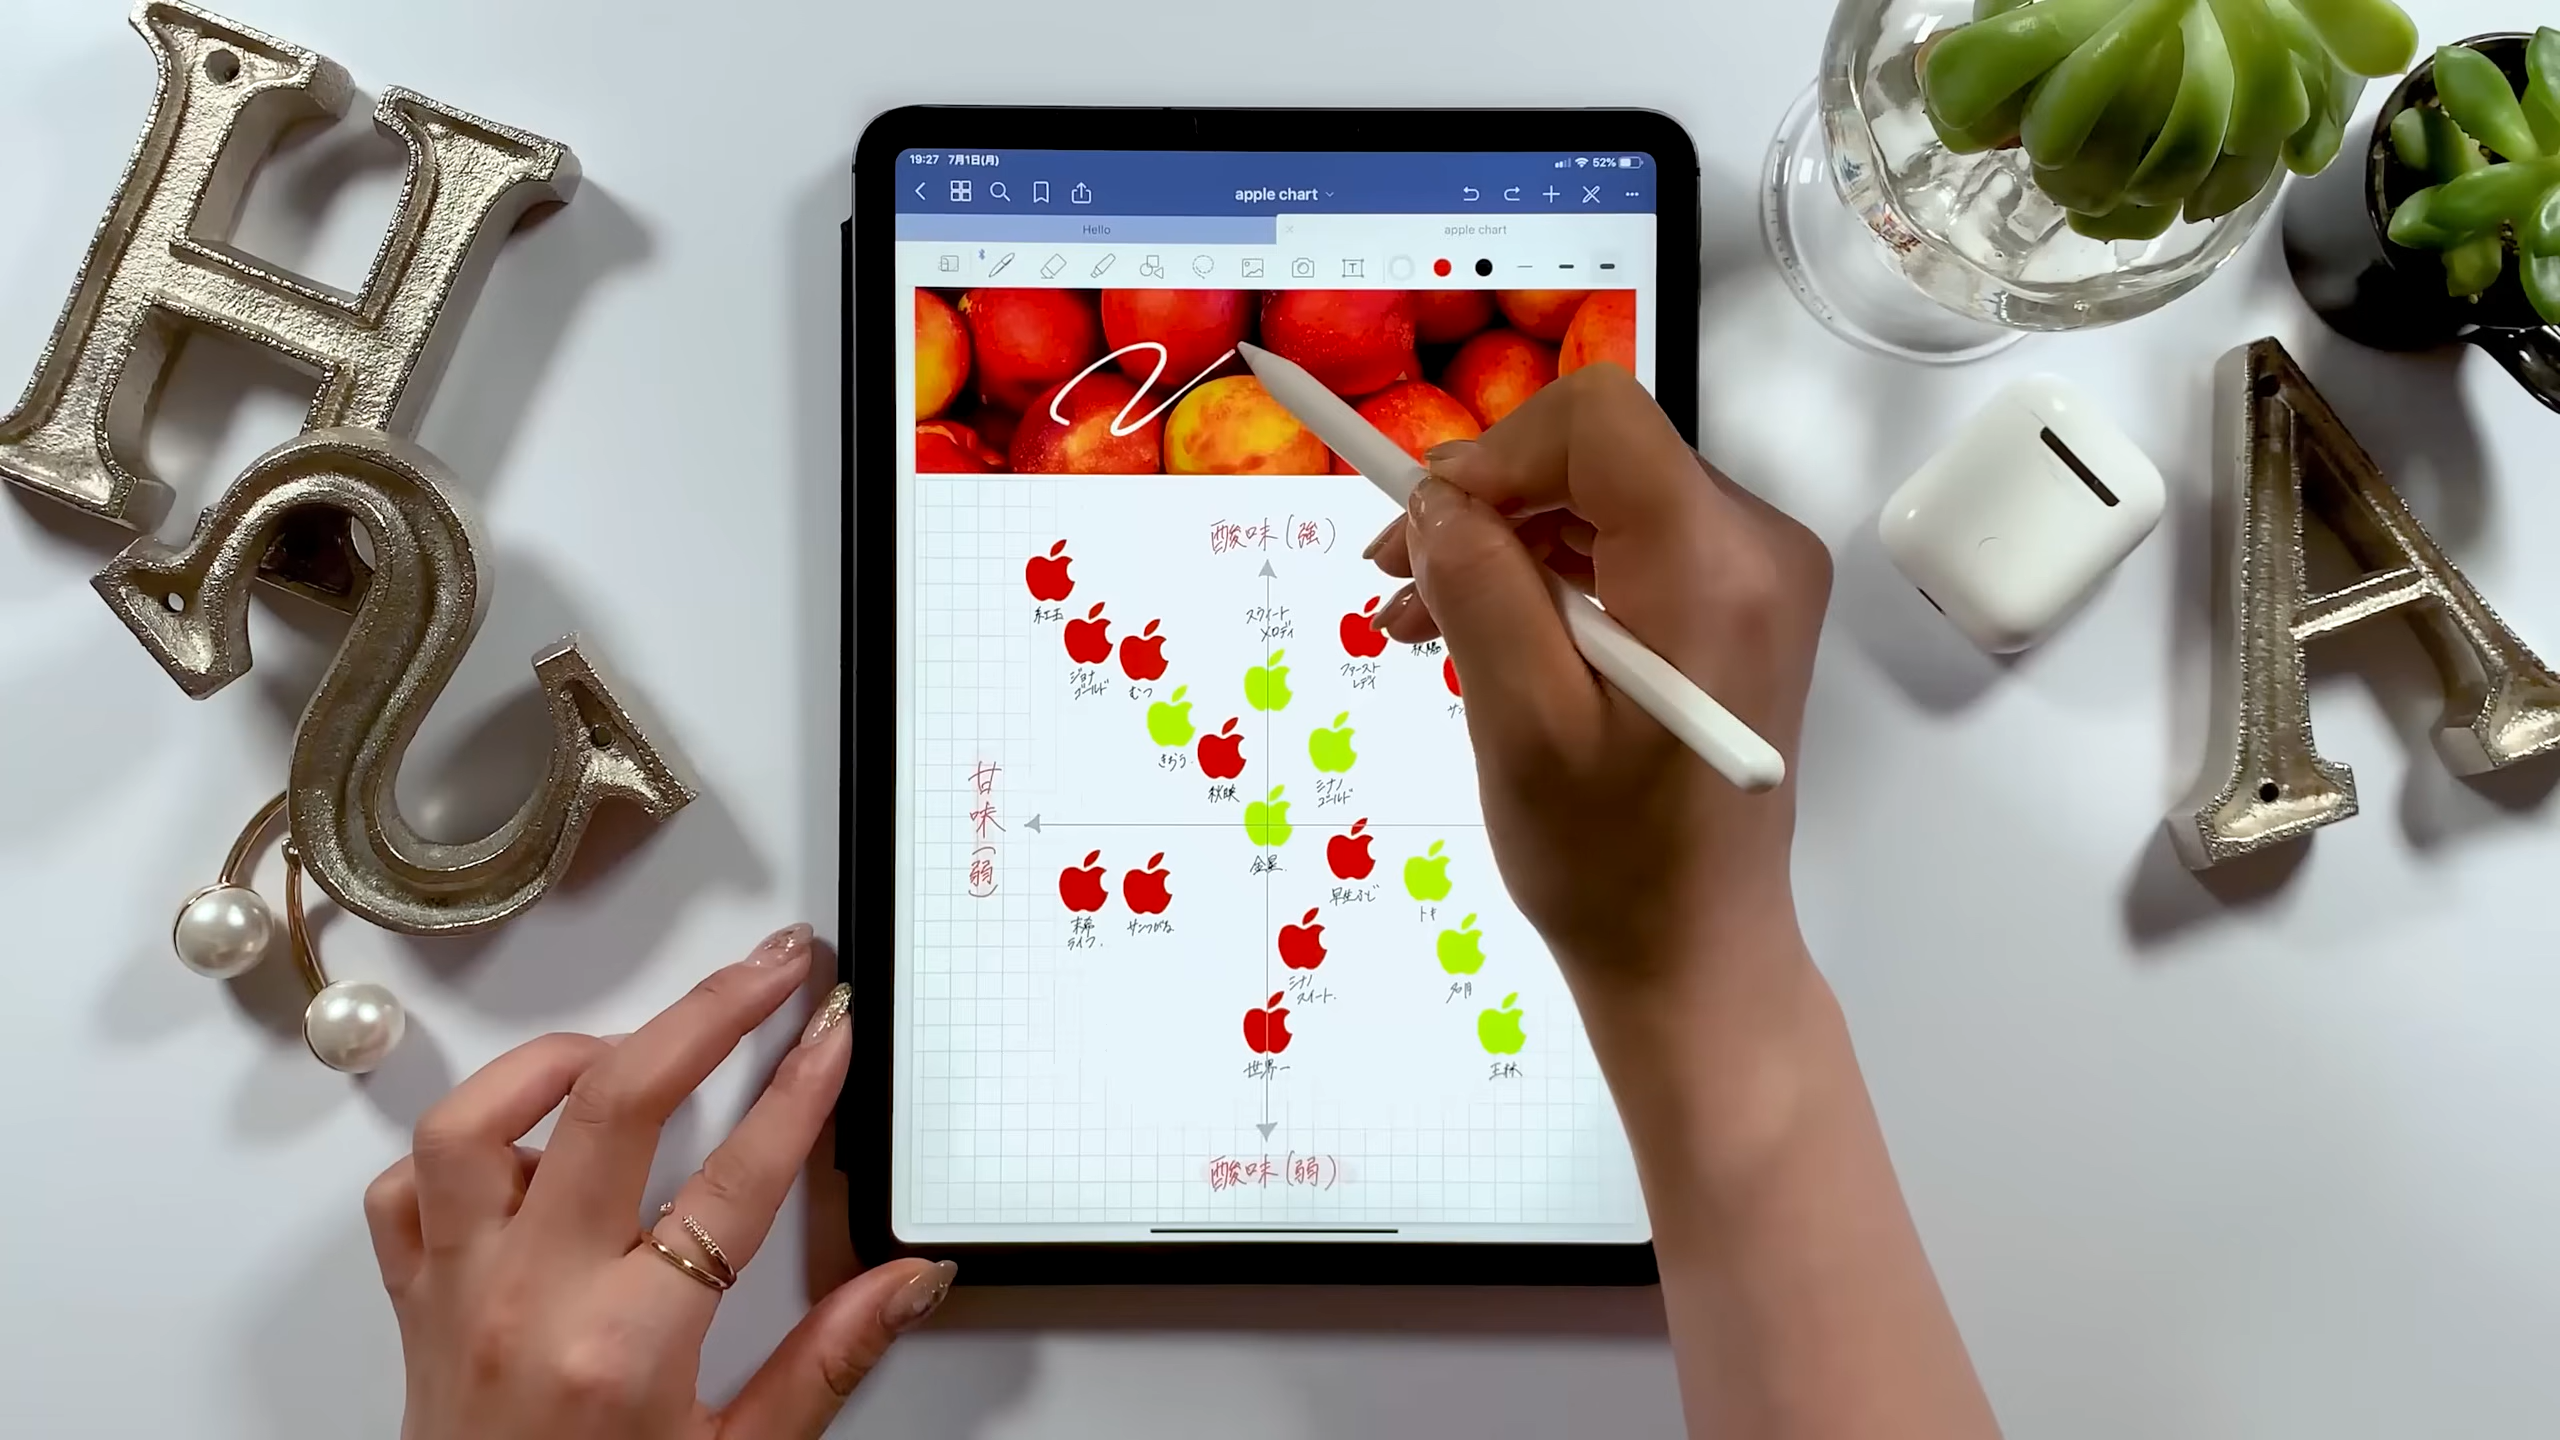 H
S
A
19:27 7月1日(月)
52%
apple chart
Hello
apple chart
酸味(強)
紅玉
スウィート
メロディ
ジョナ
ゴールド
むつ
ファースト
レディ
秋陽
サン
きおう
秋映
シナノ
ゴールド
甘味(弱)
金星
早生ふじ
トキ
未希
ライフ
サンつがる
シナノ
スイート
名月
世界一
王林
酸味(弱)